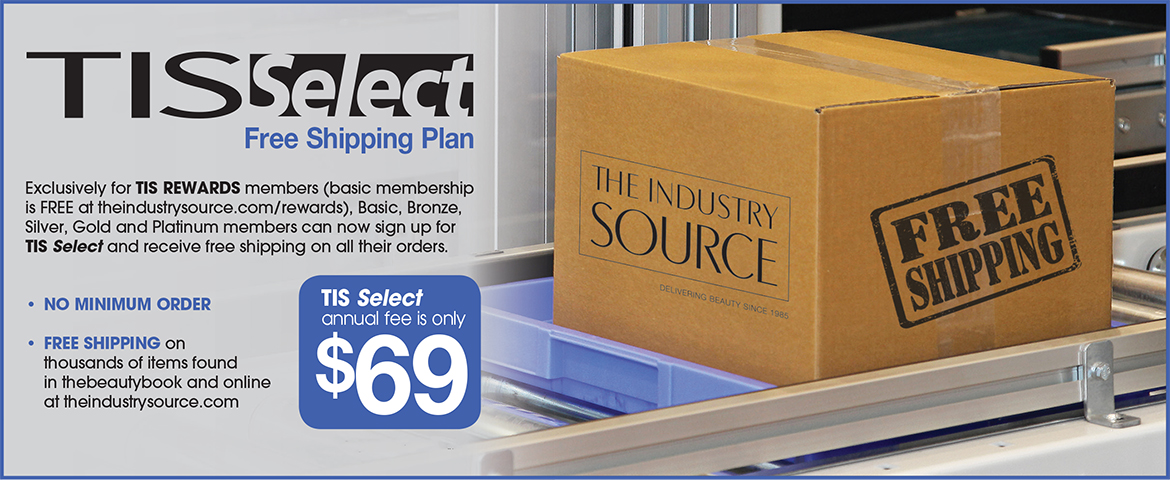 TISSelect
Free Shipping Plan
Exclusively for TIS REWARDS members (basic membership
is FREE at theindustrysource.com/rewards), Basic, Bronze,
Silver, Gold and Platinum members can now sign up for
TIS Select and receive free shipping on all their orders.
• NO MINIMUM ORDER
• FREE SHIPPING on
thousands of items found
in thebeautybook and online
at theindustrysource.com
TIS Select
annual fee is only
$69
THE INDUSTRY
SOURCE
DELIVERING BEAUTY SINCE 1985
FREE
SHIPPING